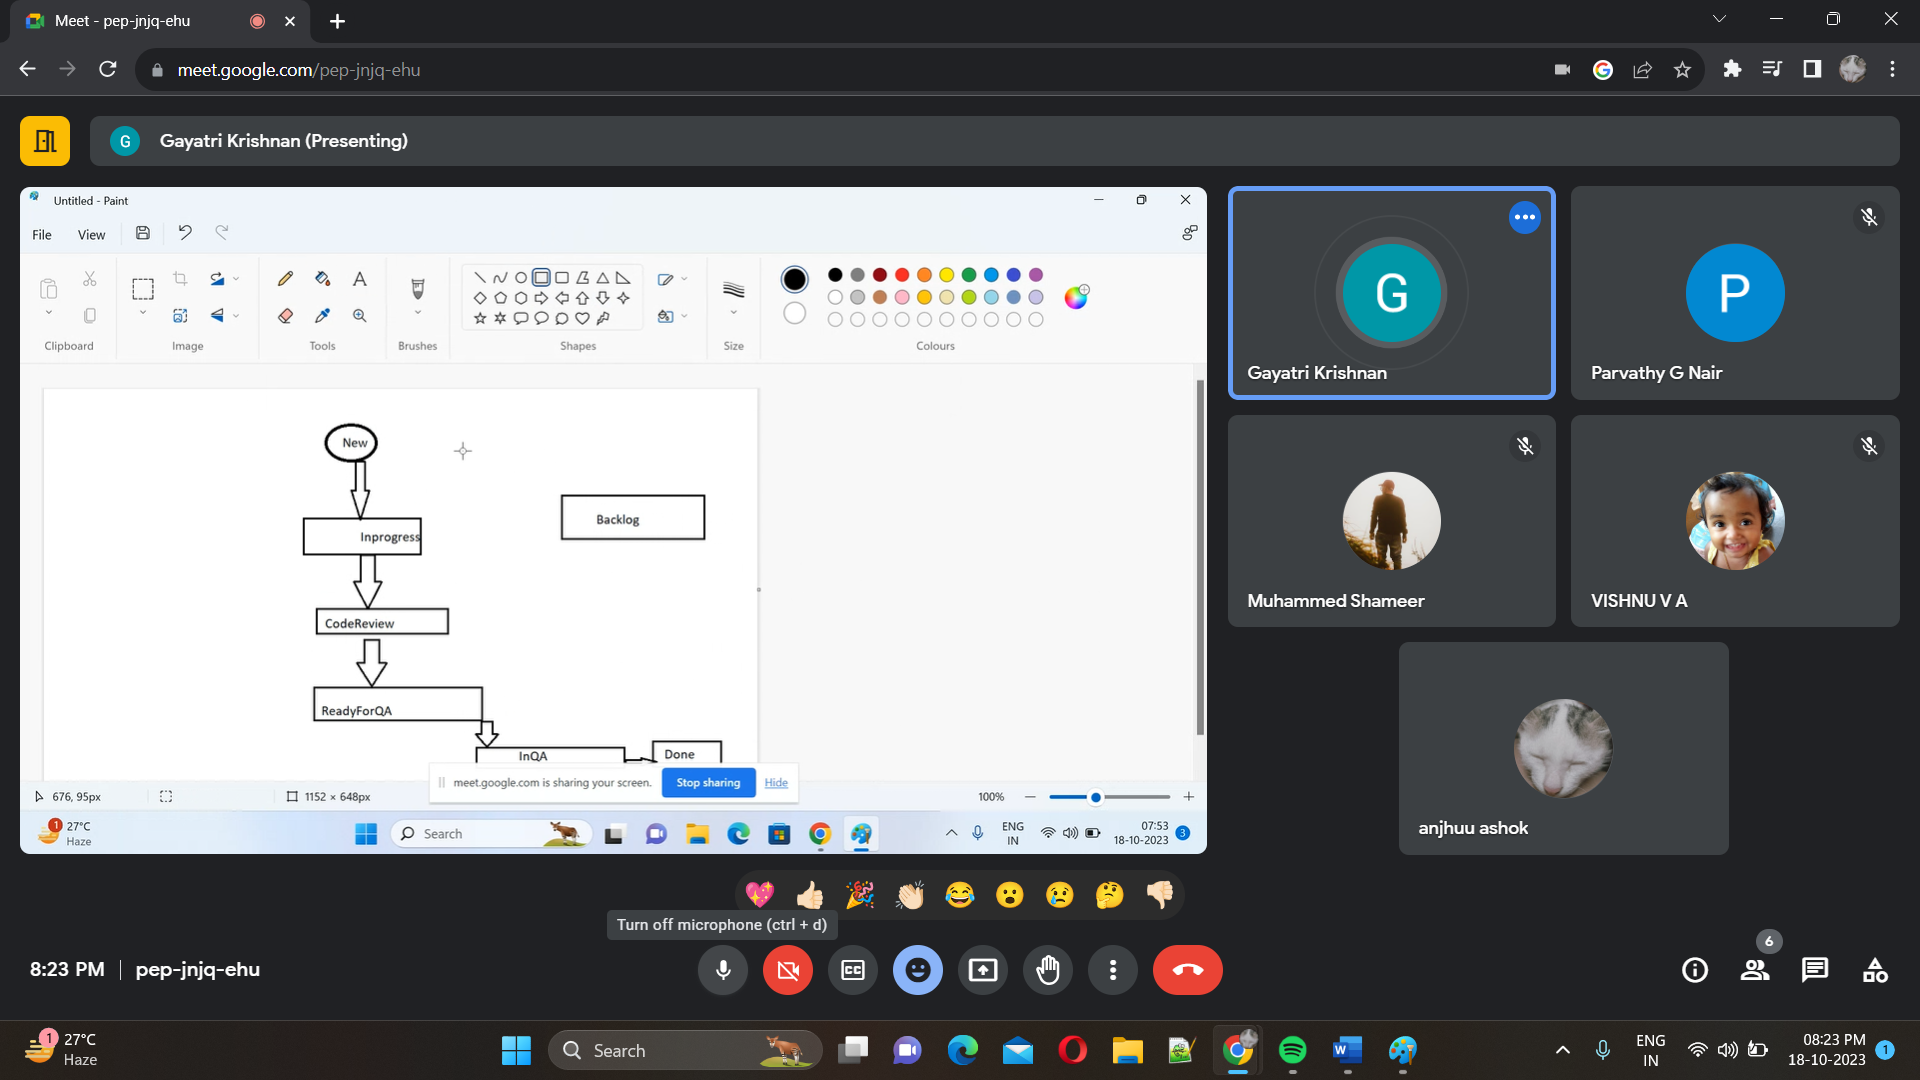 Meet - pep-jnjq-ehu
meet.google.com/pep-jnjq-ehu
G
Gayatri Krishnan (Presenting)
Untitled - Paint
File View
Clipboard Image Tools Brushes Shapes Size Colours
New
Inprogress
Backlog
CodeReview
ReadyForQA
InQA
Done
meet.google.com is sharing your screen. Stop sharing Hide
676, 95px
1152 × 648px
100%
1
27°C
Haze
Search
ENG
IN
07:53
18-10-2023
3
G
Gayatri Krishnan
P
Parvathy G Nair
Muhammed Shameer
VISHNU V A
anjhuu ashok
Turn off microphone (ctrl + d)
8:23 PM | pep-jnjq-ehu
6
1
27°C
Haze
Search
ENG
IN
08:23 PM
18-10-2023
1